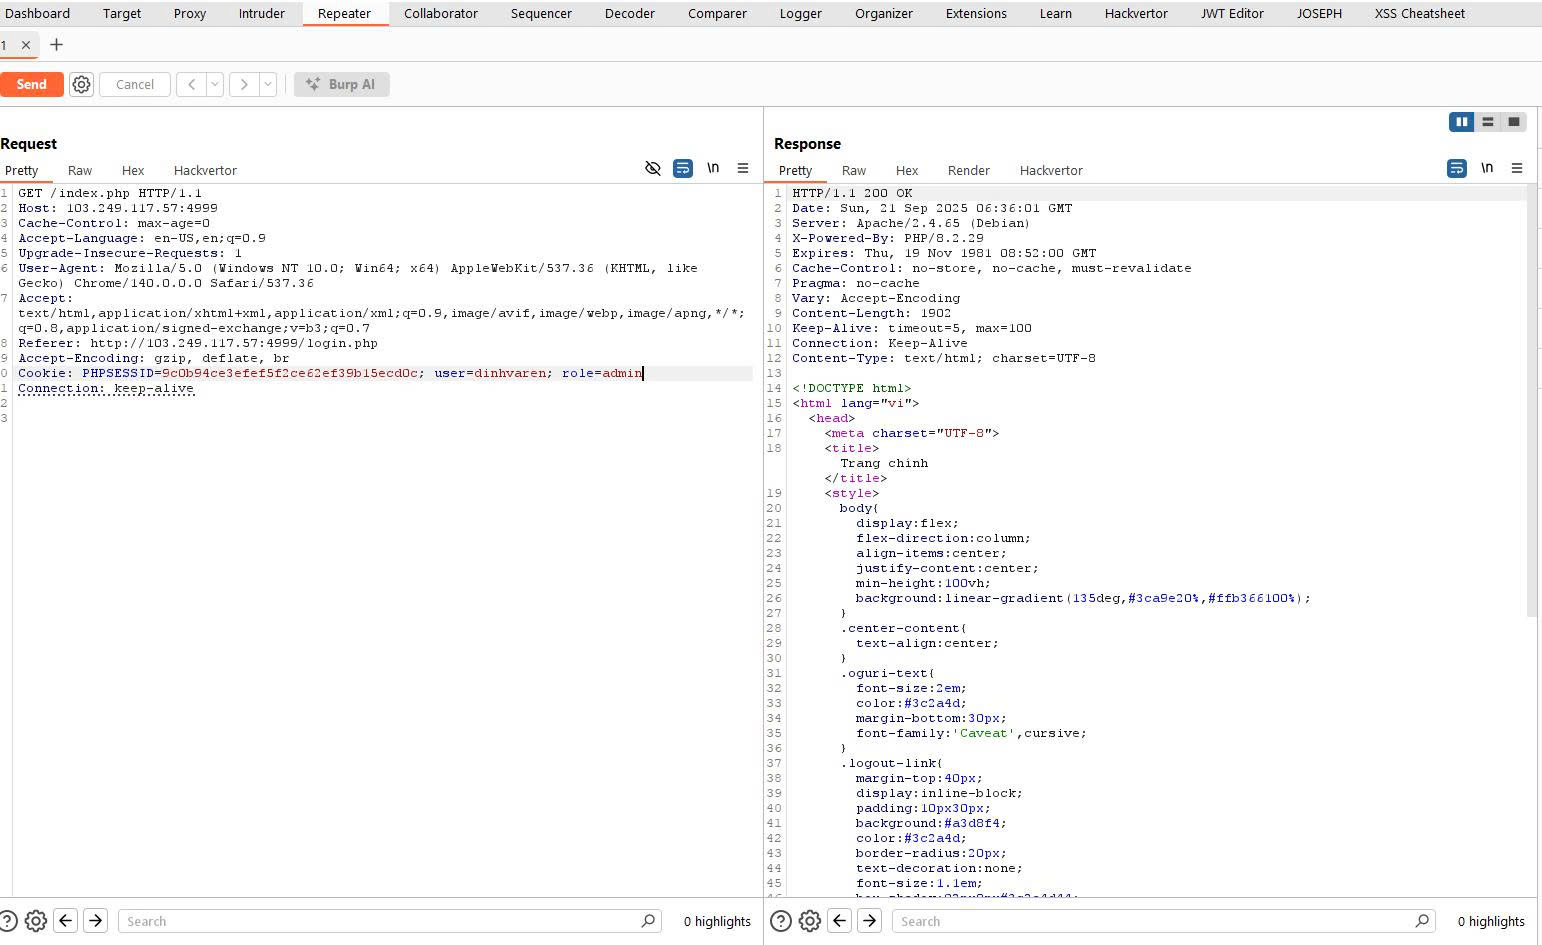 Dashboard Target Proxy Intruder Repeater Collaborator Sequencer Decoder Comparer Logger Organizer Extensions Learn Hackvertor JWT Editor JOSEPH XSS Cheatsheet
1 × +
Send Cancel < > Burp AI
Request
Pretty Raw Hex Hackvertor \n
1 GET /index.php HTTP/1.1
2 Host: 103.249.117.57:4999
3 Cache-Control: max-age=0
4 Accept-Language: en-US,en;q=0.9
5 Upgrade-Insecure-Requests: 1
6 User-Agent: Mozilla/5.0 (Windows NT 10.0; Win64; x64) AppleWebKit/537.36 (KHTML, like
Gecko) Chrome/140.0.0.0 Safari/537.36
7 Accept:
text/html,application/xhtml+xml,application/xml;q=0.9,image/avif,image/webp,image/apng,*/*;
q=0.8,application/signed-exchange;v=b3;q=0.7
8 Referer: http://103.249.117.57:4999/login.php
9 Accept-Encoding: gzip, deflate, br
0 Cookie: PHPSESSID=9c0b94ce3efef5f2ce62ef39b15ecd0c; user=dinhvaren; role=admin
1 Connection: keep-alive
2
3
Search 0 highlights
Response
Pretty Raw Hex Render Hackvertor \n
1 HTTP/1.1 200 OK
2 Date: Sun, 21 Sep 2025 06:36:01 GMT
3 Server: Apache/2.4.65 (Debian)
4 X-Powered-By: PHP/8.2.29
5 Expires: Thu, 19 Nov 1981 08:52:00 GMT
6 Cache-Control: no-store, no-cache, must-revalidate
7 Pragma: no-cache
8 Vary: Accept-Encoding
9 Content-Length: 1902
10 Keep-Alive: timeout=5, max=100
11 Connection: Keep-Alive
12 Content-Type: text/html; charset=UTF-8
13
14 <!DOCTYPE html>
15 <html lang="vi">
16 <head>
17 <meta charset="UTF-8">
18 <title>
Trang chính
</title>
19 <style>
20 body{
21 display:flex;
22 flex-direction:column;
23 align-items:center;
24 justify-content:center;
25 min-height:100vh;
26 background:linear-gradient(135deg,#3ca9e20%,#ffb366100%);
27 }
28 .center-content{
29 text-align:center;
30 }
31 .oguri-text{
32 font-size:2em;
33 color:#3c2a4d;
34 margin-bottom:30px;
35 font-family:'Caveat',cursive;
36 }
37 .logout-link{
38 margin-top:40px;
39 display:inline-block;
40 padding:10px30px;
41 background:#a3d8f4;
42 color:#3c2a4d;
43 border-radius:20px;
44 text-decoration:none;
45 font-size:1.1em;
Search 0 highlights